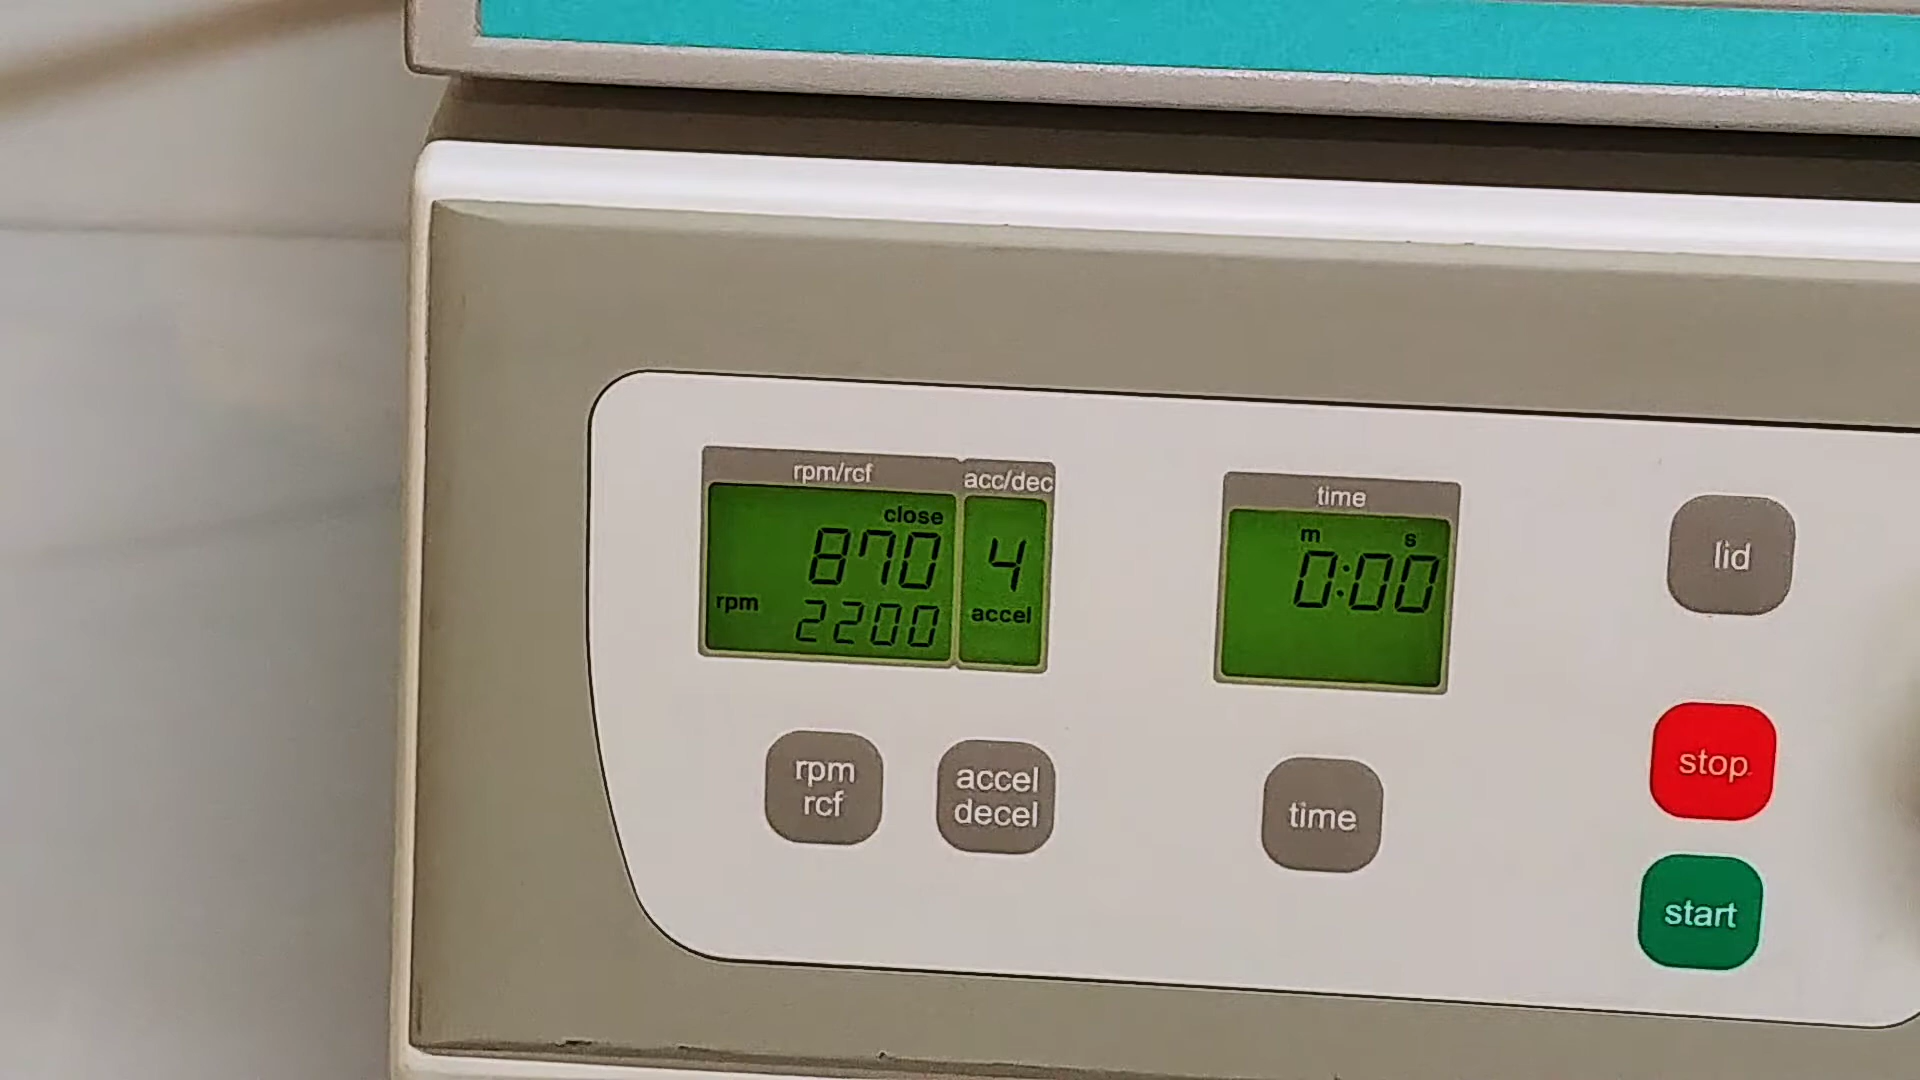 rpm/rcf
acc/dec
close
870
4
rpm 2200
accel
time
m s
0:00
lid
rpm
rcf
accel
decel
time
stop
start